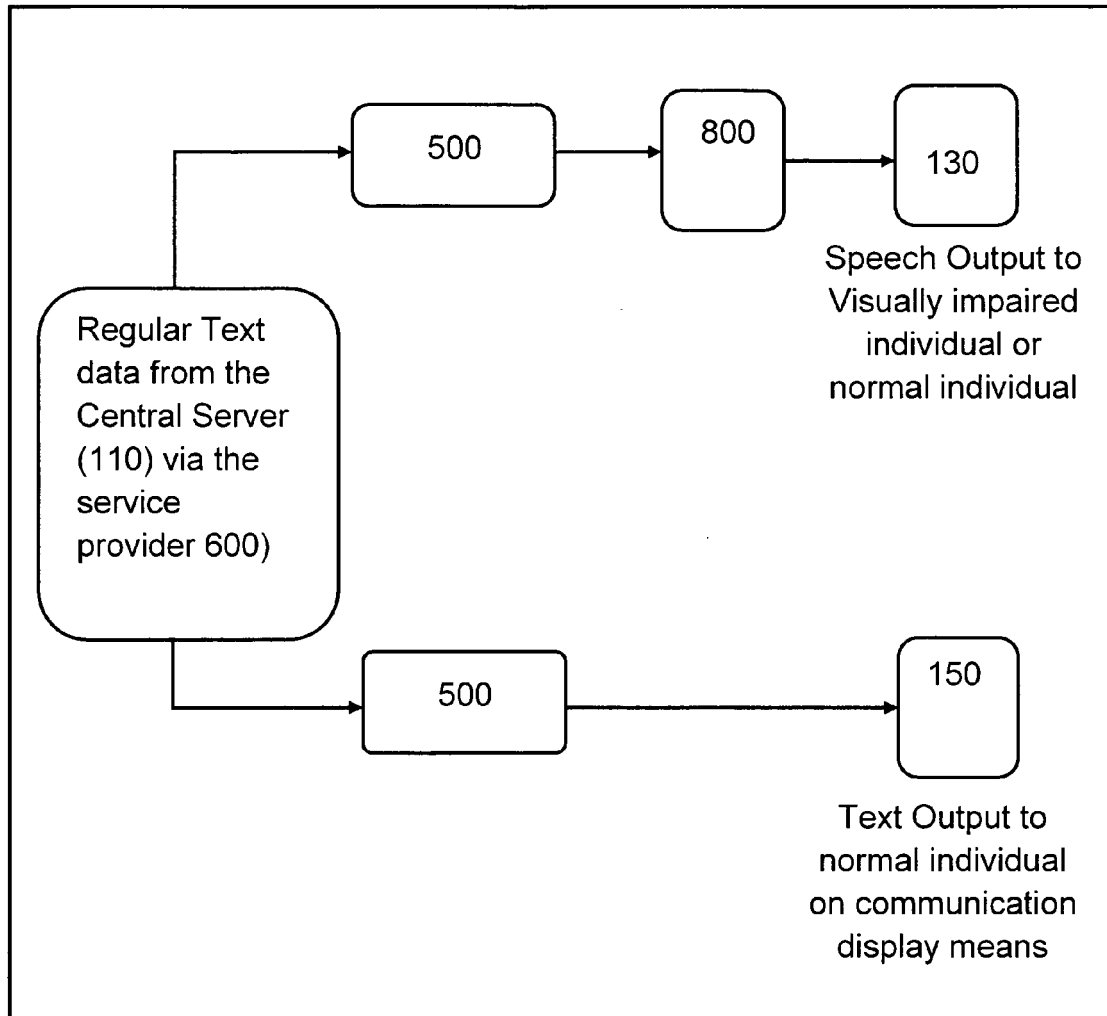 500
800
130
Speech Output to
Visually impaired
individual or
normal individual
Regular Text
data from the
Central Server
(110) via the
service
provider 600)
500
150
Text Output to
normal individual
on communication
display means